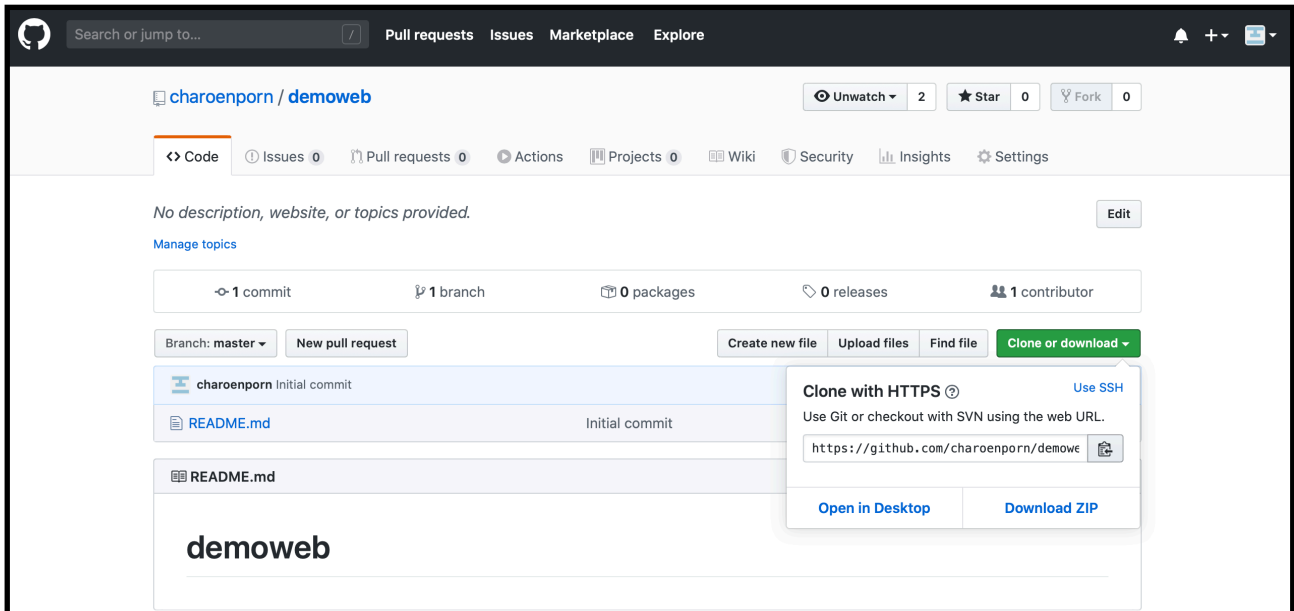 Search or jump to... / Pull requests Issues Marketplace Explore
charoenporn / demoweb Unwatch 2 Star 0 Fork 0
<> Code Issues 0 Pull requests 0 Actions Projects 0 Wiki Security Insights Settings
No description, website, or topics provided. Edit
Manage topics
1 commit 1 branch 0 packages 0 releases 1 contributor
Branch: master New pull request Create new file Upload files Find file Clone or download
charoenporn Initial commit
README.md Initial commit
Clone with HTTPS ? Use SSH
Use Git or checkout with SVN using the web URL.
https://github.com/charoenporn/demowe
Open in Desktop Download ZIP
README.md
demoweb